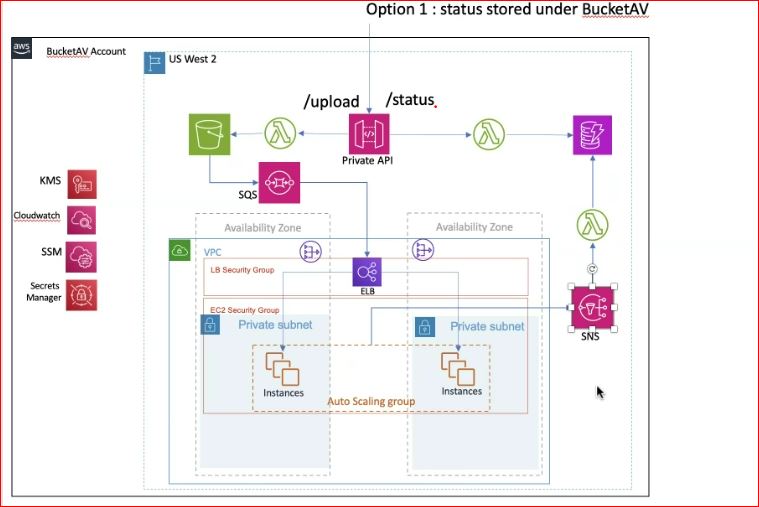 Option 1 : status stored under BucketAV
aws
BucketAV Account
US West 2
/upload
/status.
Private API
KMS
SQS
Cloudwatch
Availability Zone
Availability Zone
SSM
VPC
LB Security Group
ELB
Secrets
Manager
EC2 Security Group
Private subnet
Private subnet
SNS
Instances
Instances
Auto Scaling group